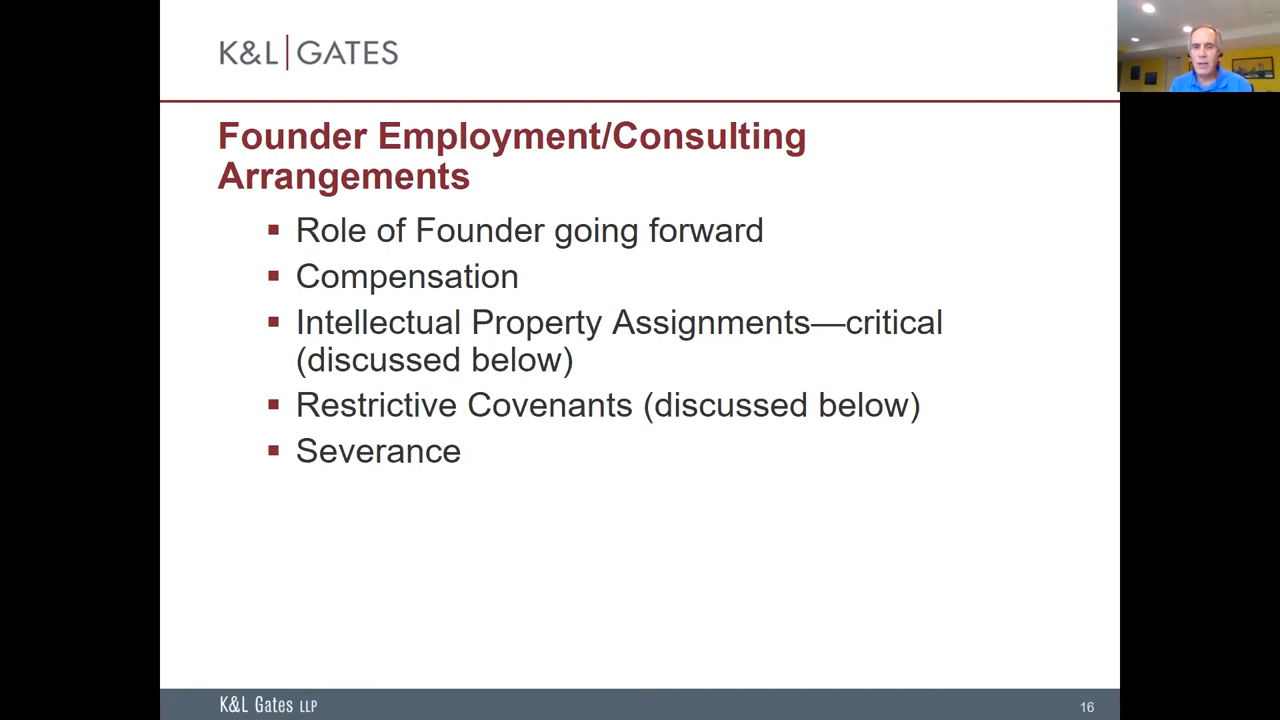 K&L|GATES
Founder Employment/Consulting
Arrangements
▪ Role of Founder going forward
▪ Compensation
▪ Intellectual Property Assignments—critical
(discussed below)
▪ Restrictive Covenants (discussed below)
▪ Severance
K&L Gates LLP
16